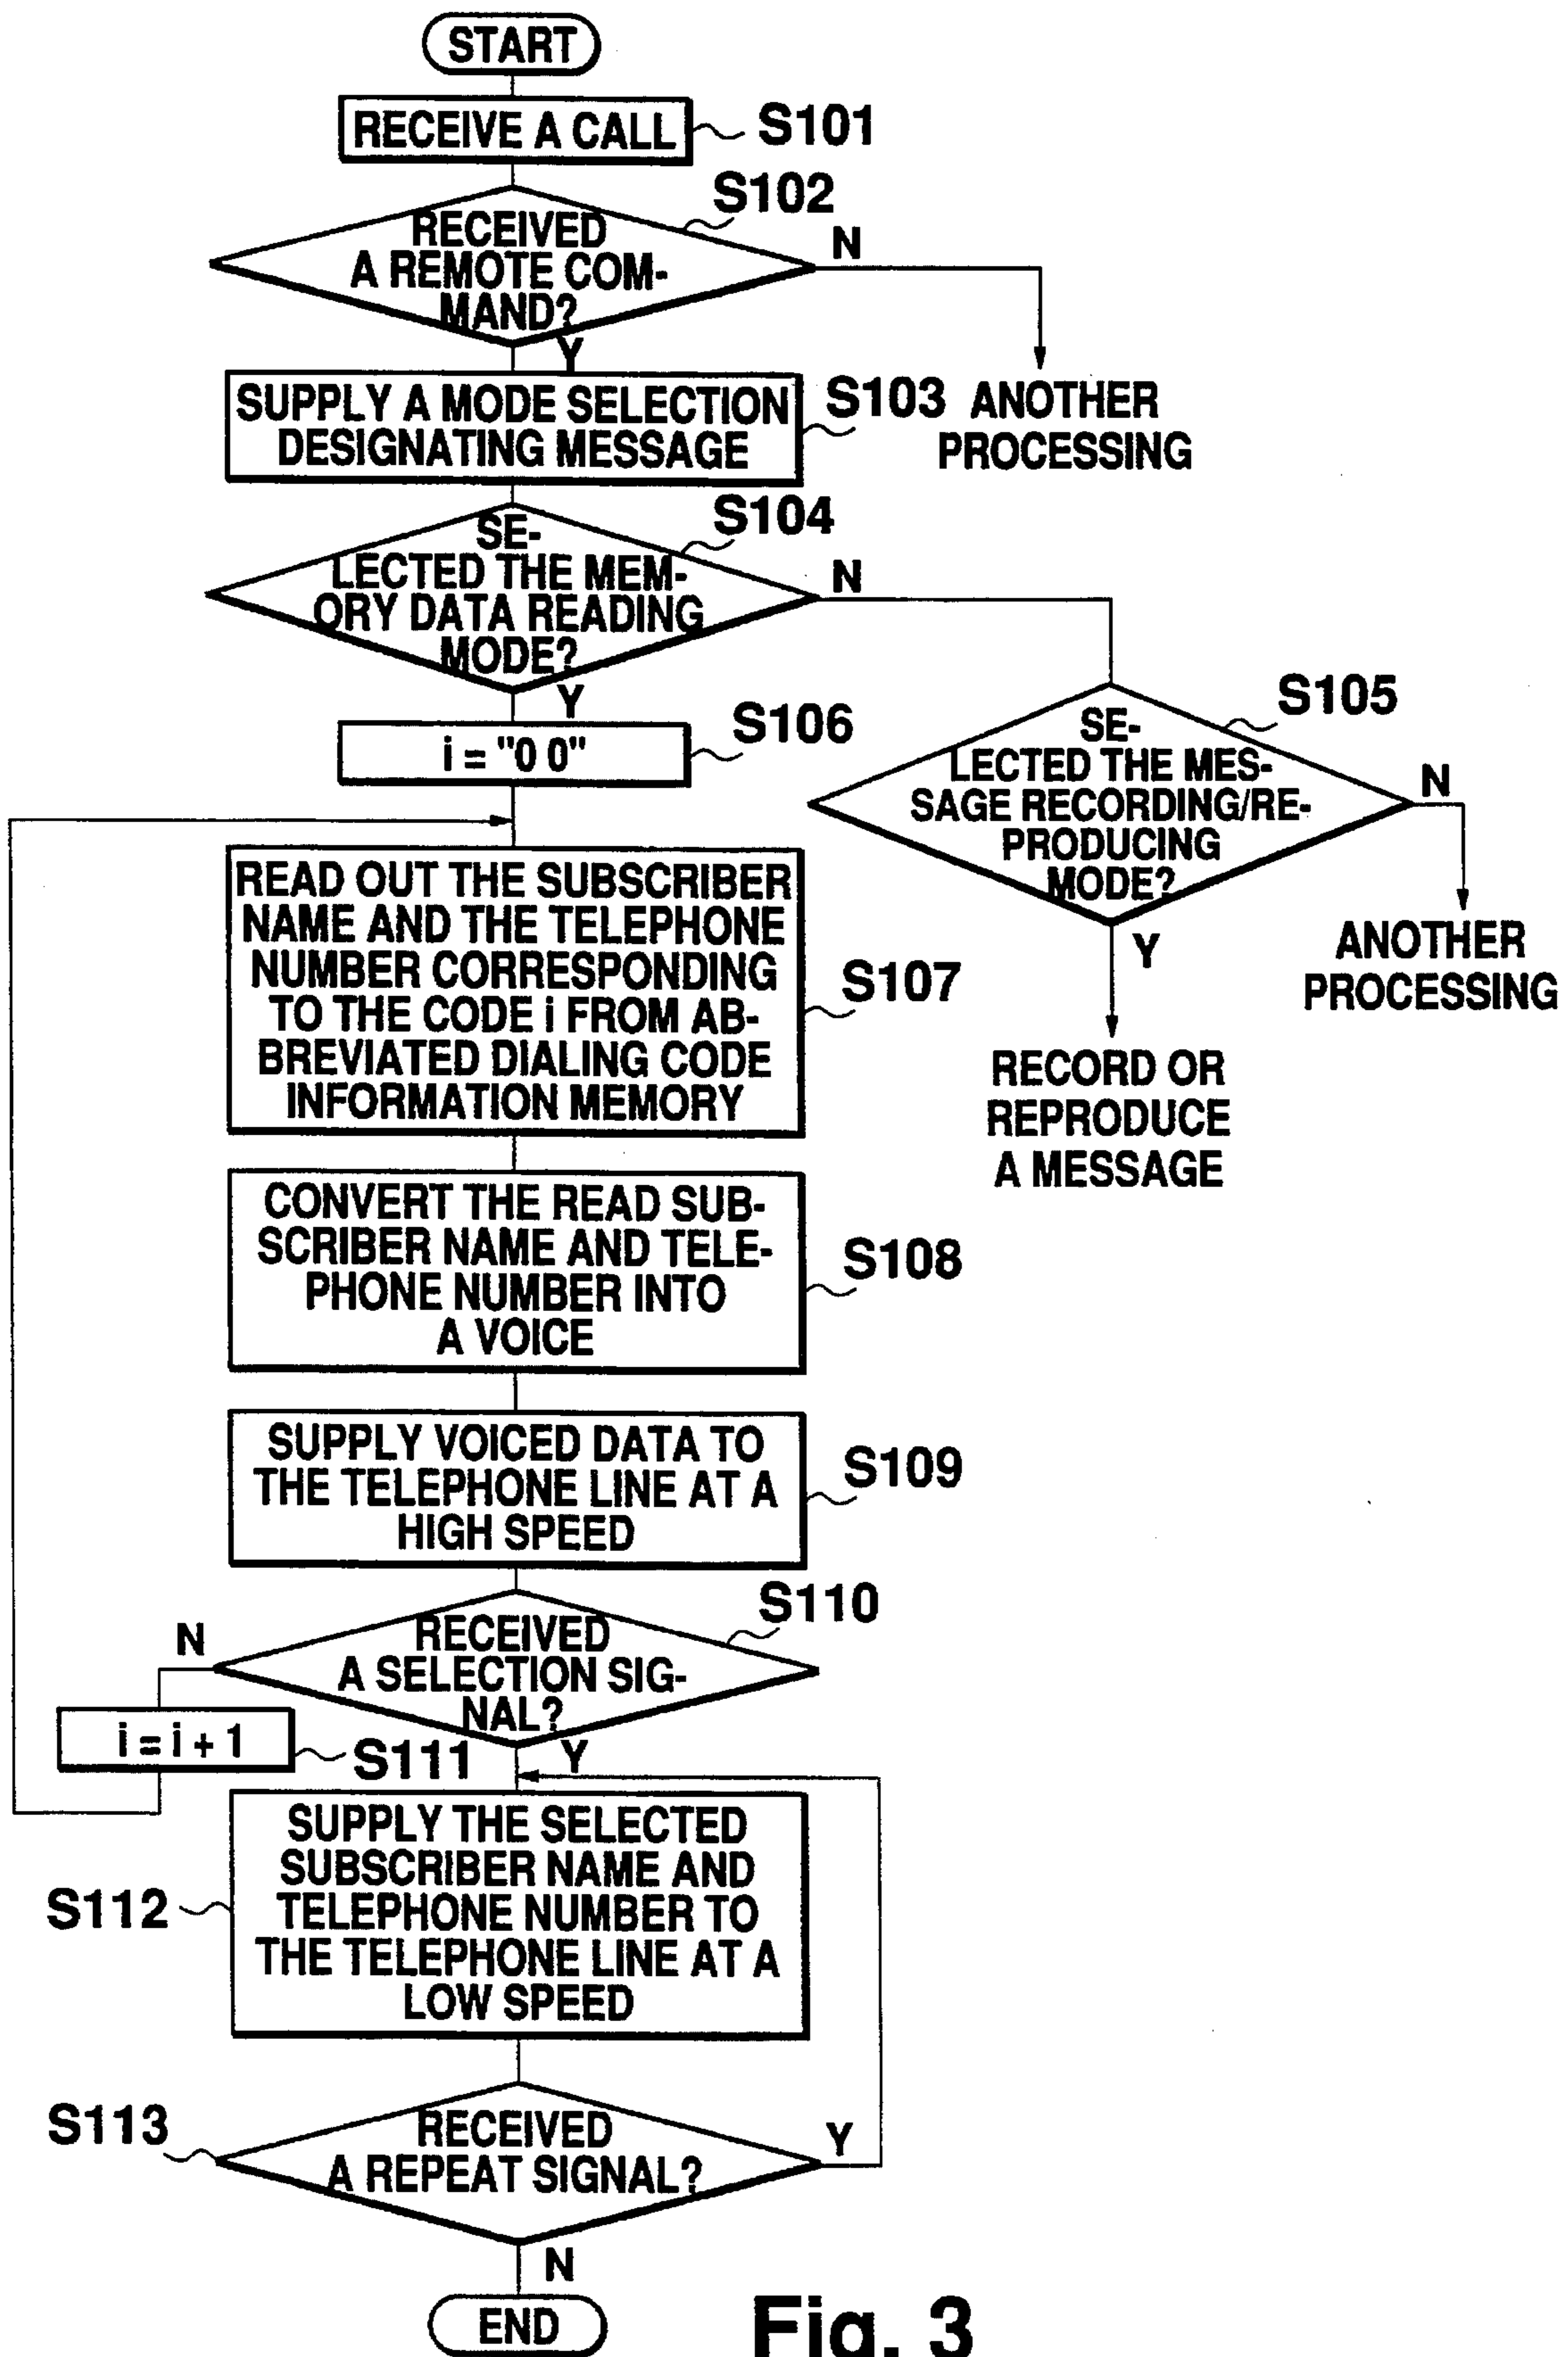 START
RECEIVE A CALL
S101
S102
RECEIVED
A REMOTE COM-
MAND?
N
Y
SUPPLY A MODE SELECTION
DESIGNATING MESSAGE
S103
ANOTHER
PROCESSING
S104
SE-
LECTED THE MEM-
ORY DATA READING
MODE?
N
Y
S105
SE-
LECTED THE MES-
SAGE RECORDING/RE-
PRODUCING
MODE?
N
Y
ANOTHER
PROCESSING
RECORD OR
REPRODUCE
A MESSAGE
i = "0 0"
S106
READ OUT THE SUBSCRIBER
NAME AND THE TELEPHONE
NUMBER CORRESPONDING
TO THE CODE i FROM AB-
BREVIATED DIALING CODE
INFORMATION MEMORY
S107
CONVERT THE READ SUB-
SCRIBER NAME AND TELE-
PHONE NUMBER INTO
A VOICE
S108
SUPPLY VOICED DATA TO
THE TELEPHONE LINE AT A
HIGH SPEED
S109
S110
RECEIVED
A SELECTION SIG-
NAL?
N
Y
i = i + 1
S111
SUPPLY THE SELECTED
SUBSCRIBER NAME AND
TELEPHONE NUMBER TO
THE TELEPHONE LINE AT A
LOW SPEED
S112
S113
RECEIVED
A REPEAT SIGNAL?
Y
N
END
Fig. 3